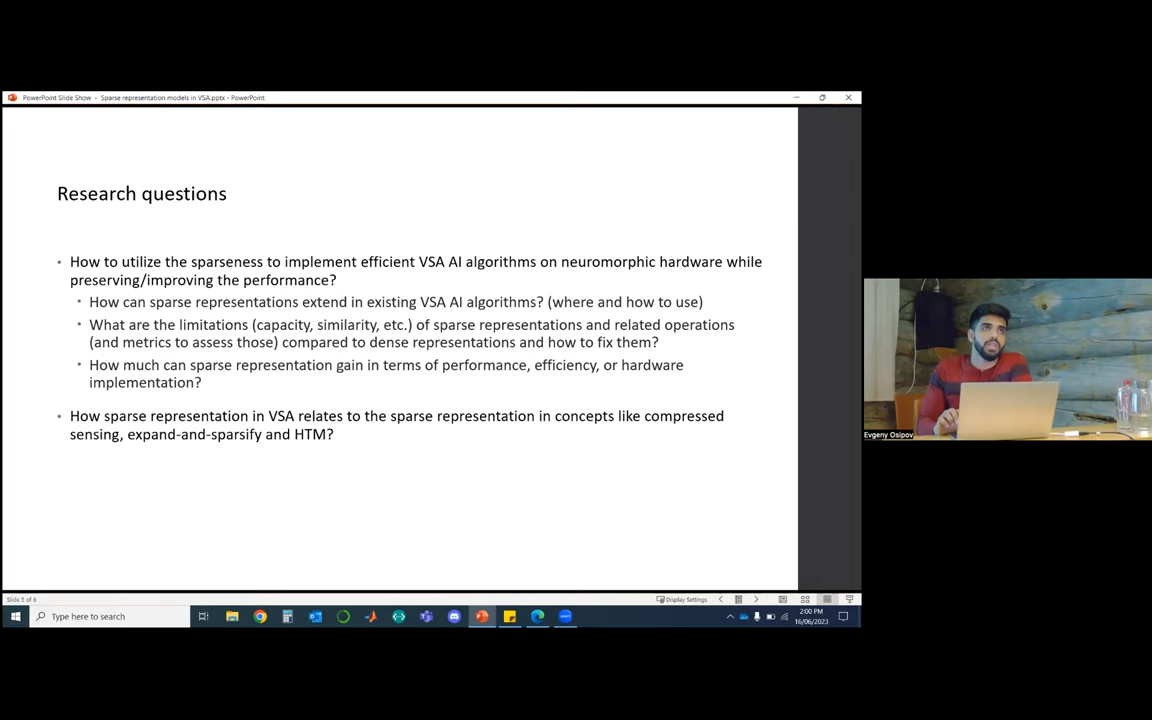 PowerPoint Slide Show - Sparse representation models in VSA.pptx - PowerPoint
Research questions
• How to utilize the sparseness to implement efficient VSA AI algorithms on neuromorphic hardware while
preserving/improving the performance?
• How can sparse representations extend in existing VSA AI algorithms? (where and how to use)
• What are the limitations (capacity, similarity, etc.) of sparse representations and related operations
(and metrics to assess those) compared to dense representations and how to fix them?
• How much can sparse representation gain in terms of performance, efficiency, or hardware
implementation?
• How sparse representation in VSA relates to the sparse representation in concepts like compressed
sensing, expand-and-sparsify and HTM?
Evgeny Osipov
Slide 5 of 6
Display Settings
Type here to search
2:00 PM
16/06/2023